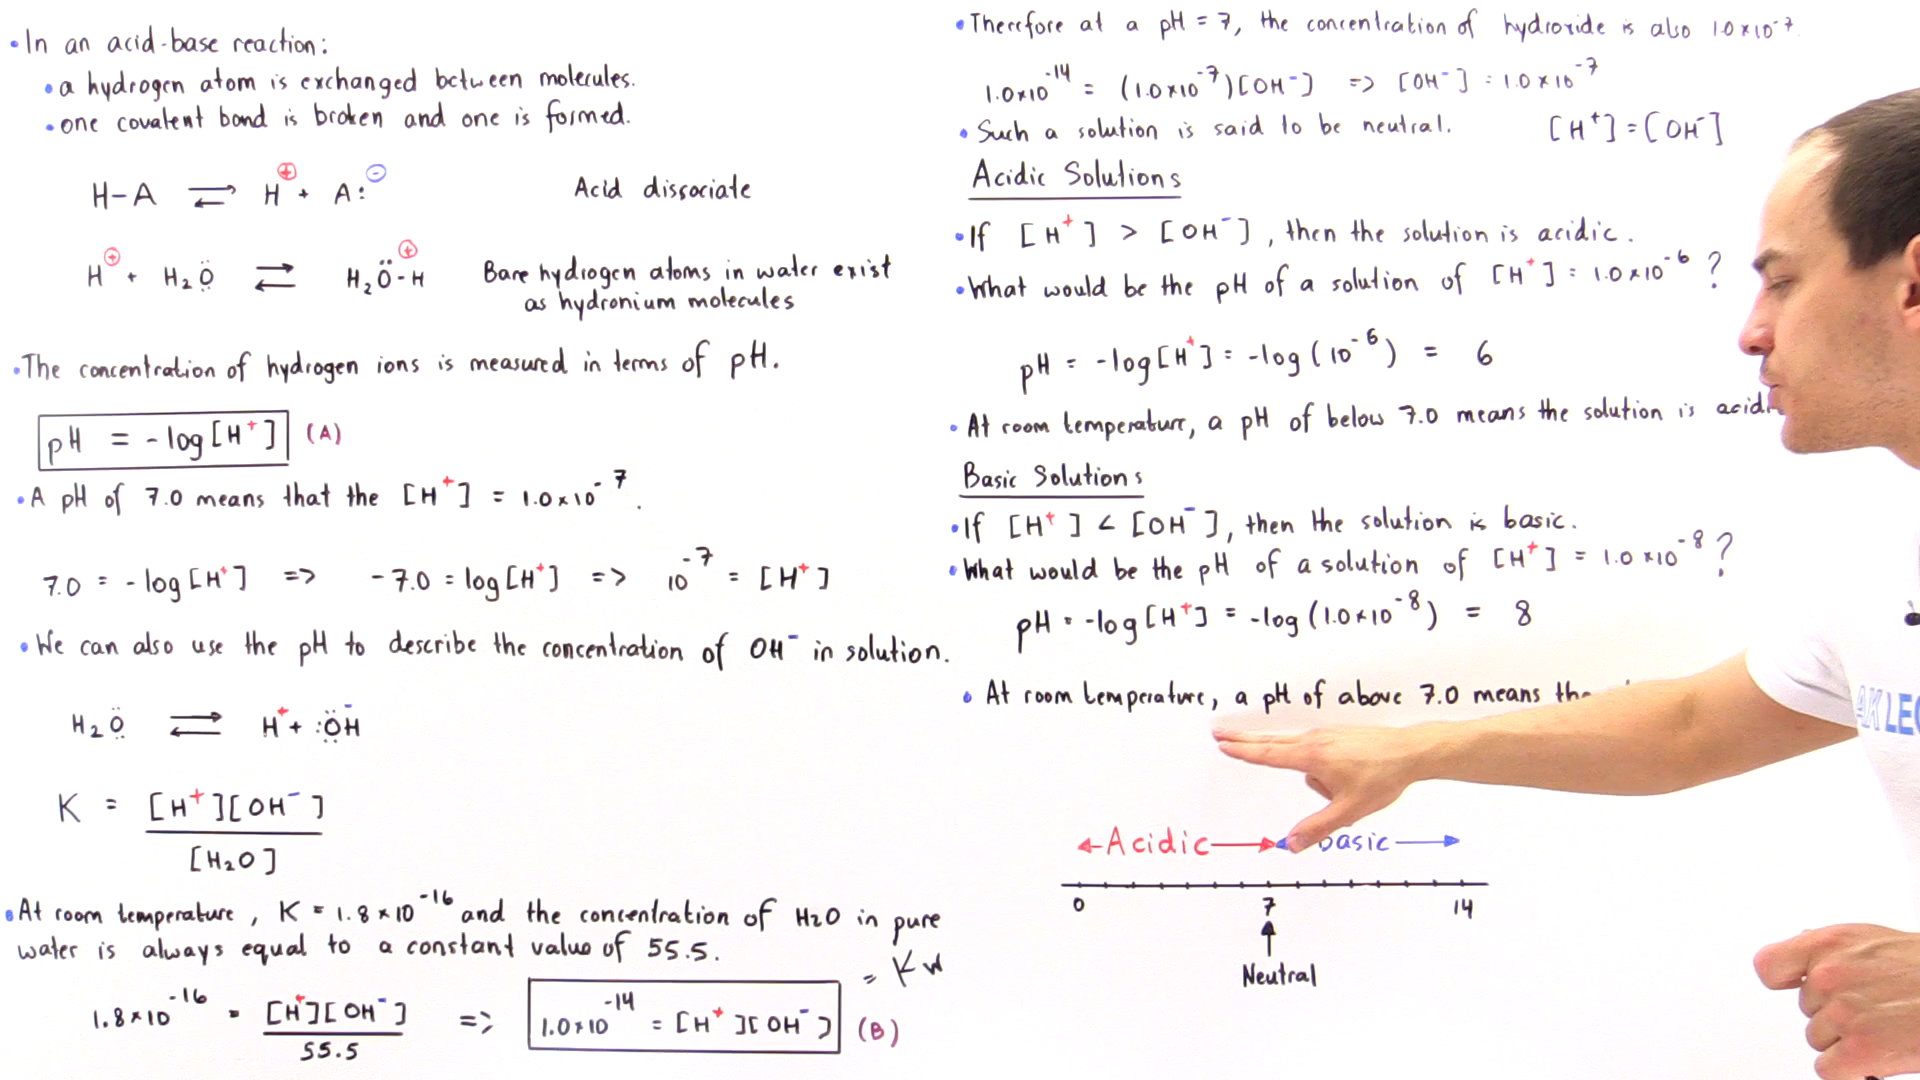 •In an acid-base reaction:
•a hydrogen atom is exchanged between molecules.
•one covalent bond is broken and one is formed.
H-A ⇌ H⊕ + A:⊖ Acid dissociate
H⊕ + H₂Ö: ⇌ H₂Ö⊕-H Bare hydrogen atoms in water exist
as hydronium molecules
•The concentration of hydrogen ions is measured in terms of pH.
pH = -log[H⁺] (A)
•A pH of 7.0 means that the [H⁺] = 1.0×10⁻⁷.
7.0 = -log[H⁺] => -7.0 = log[H⁺] => 10⁻⁷ = [H⁺]
•We can also use the pH to describe the concentration of OH⁻ in solution.
H₂Ö: ⇌ H⁺ + :ÖH⁻
K = [H⁺][OH⁻]
[H₂O]
•At room temperature, K = 1.8×10⁻¹⁶ and the concentration of H₂O in pure
water is always equal to a constant value of 55.5.
= Kw
1.8×10⁻¹⁶ = [H⁺][OH⁻] => 1.0×10⁻¹⁴ = [H⁺][OH⁻] (B)
55.5
•Therefore at a pH = 7, the concentration of hydroxide is also 1.0×10⁻⁷.
1.0×10⁻¹⁴ = (1.0×10⁻⁷)[OH⁻] => [OH⁻] = 1.0×10⁻⁷
•Such a solution is said to be neutral. [H⁺]=[OH⁻]
Acidic Solutions
•If [H⁺] > [OH⁻], then the solution is acidic.
•What would be the pH of a solution of [H⁺] = 1.0×10⁻⁶?
pH = -log[H⁺] = -log(10⁻⁶) = 6
•At room temperature, a pH of below 7.0 means the solution is
Basic Solutions
•If [H⁺] < [OH⁻], then the solution is basic.
•What would be the pH of a solution of [H⁺] = 1.0×10⁻⁸?
pH = -log[H⁺] = -log(1.0×10⁻⁸) = 8
•At room temperature, a pH of above 7.0 means the
←Acidic→ basic→
0 7 14
Neutral